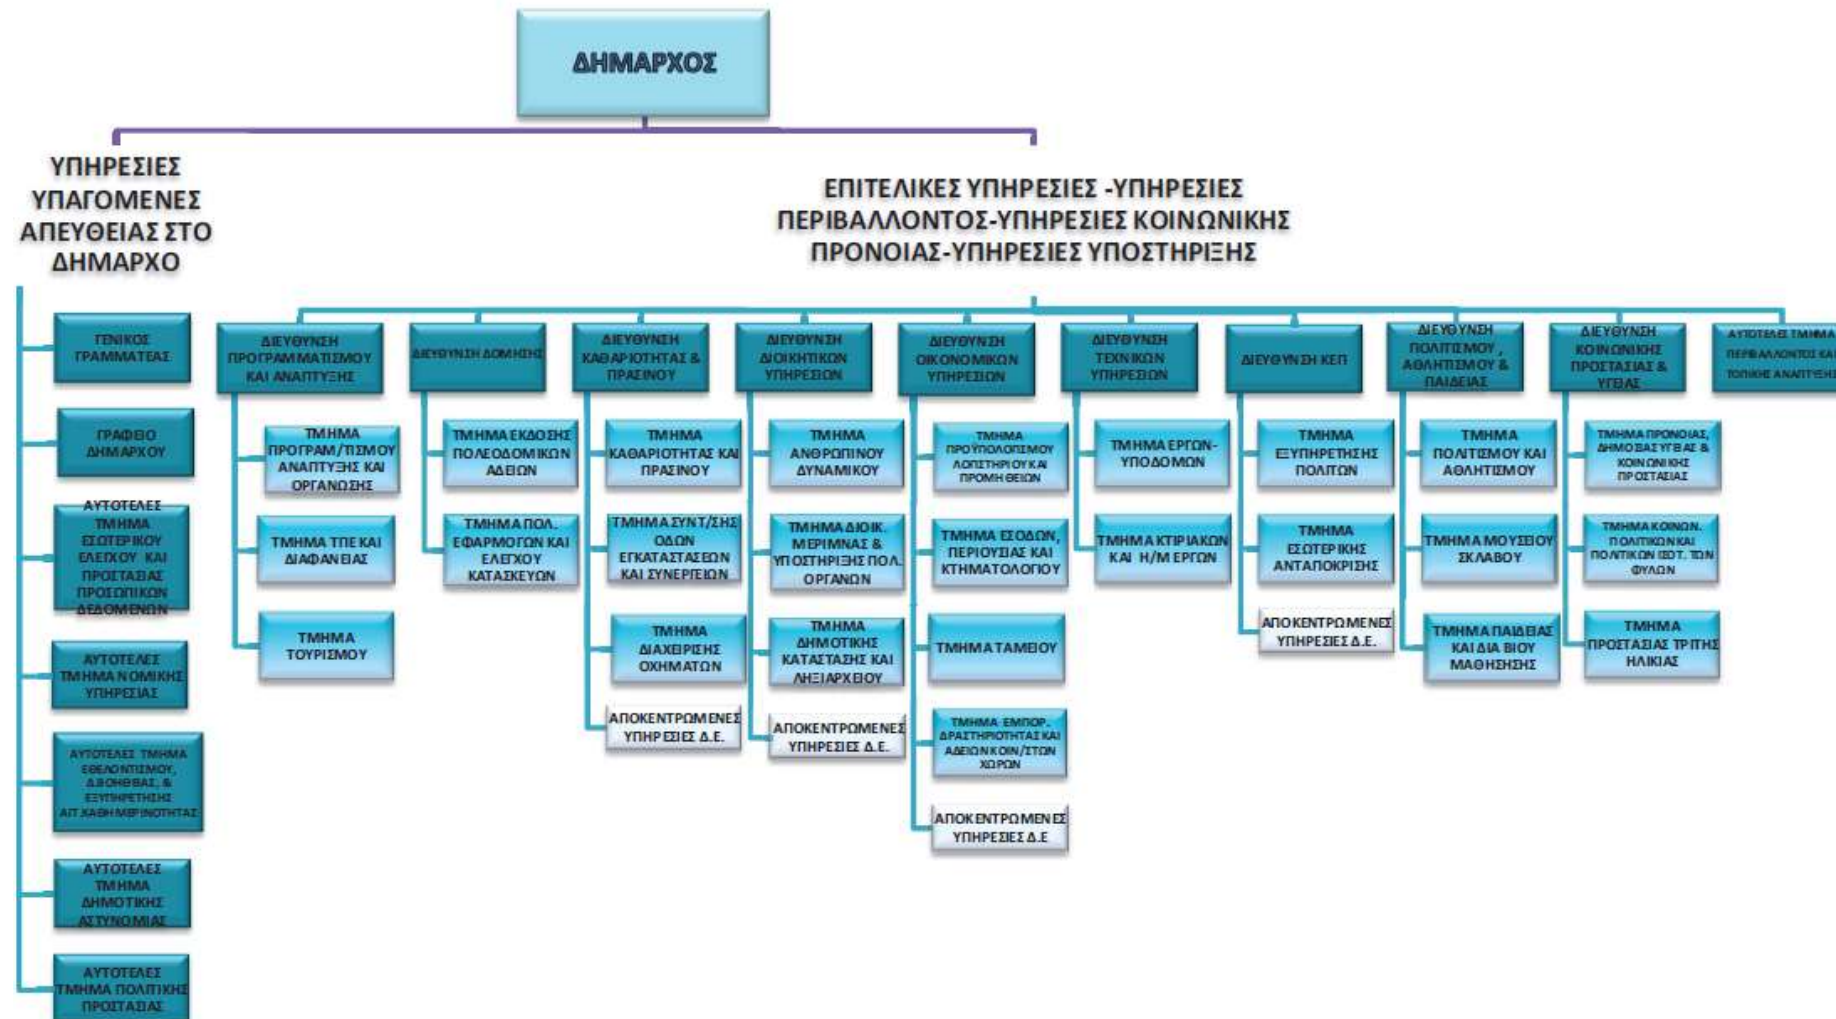 ΔΗΜΑΡΧΟΣ
ΥΠΗΡΕΣΙΕΣ
ΥΠΑΓΟΜΕΝΕΣ
ΑΠΕΥΘΕΙΑΣ ΣΤΟ
ΔΗΜΑΡΧΟ
ΕΠΙΤΕΛΙΚΕΣ ΥΠΗΡΕΣΙΕΣ -ΥΠΗΡΕΣΙΕΣ
ΠΕΡΙΒΑΛΛΟΝΤΟΣ-ΥΠΗΡΕΣΙΕΣ ΚΟΙΝΩΝΙΚΗΣ
ΠΡΟΝΟΙΑΣ-ΥΠΗΡΕΣΙΕΣ ΥΠΟΣΤΗΡΙΞΗΣ
ΓΕΝΙΚΟΣ
ΓΡΑΜΜΑΤΕΑΣ
ΓΡΑΦΕΙΟ
ΔΗΜΑΡΧΟΥ
ΑΥΤΟΤΕΛΕΣ
ΤΜΗΜΑ
ΕΣΩΤΕΡΙΚΟΥ
ΕΛΕΓΧΟΥ ΚΑΙ
ΠΡΟΣΤΑΣΙΑΣ
ΠΡΟΣΩΠΙΚΩΝ
ΔΕΔΟΜΕΝΩΝ
ΑΥΤΟΤΕΛΕΣ
ΤΜΗΜΑ ΝΟΜΙΚΗΣ
ΥΠΗΡΕΣΙΑΣ
ΑΥΤΟΤΕΛΕΣ ΤΜΗΜΑ
ΕΘΕΛΟΝΤΙΣΜΟΥ,
&
ΕΞΥΠΗΡΕΤΗΣΗΣ
ΑΥΤΟΤΕΛΕΣ
ΤΜΗΜΑ
ΔΗΜΟΤΙΚΗΣ
ΑΣΤΥΝΟΜΙΑΣ
ΑΥΤΟΤΕΛΕΣ
ΤΜΗΜΑ ΠΟΛΙΤΙΚΗΣ
ΠΡΟΣΤΑΣΙΑΣ
ΔΙΕΥΘΥΝΣΗ
ΠΡΟΓΡΑΜΜΑΤΙΣΜΟΥ
ΚΑΙ ΑΝΑΠΤΥΞΗΣ
ΤΜΗΜΑ
ΠΡΟΓΡΑΜ/ΤΙΣΜΟΥ
ΑΝΑΠΤΥΞΗΣ ΚΑΙ
ΟΡΓΑΝΩΣΗΣ
ΤΜΗΜΑ ΤΠΕ ΚΑΙ
ΔΙΑΦΑΝΕΙΑΣ
ΤΜΗΜΑ
ΤΟΥΡΙΣΜΟΥ
ΔΙΕΥΘΥΝΣΗ ΔΟΜΗΣΗΣ
ΤΜΗΜΑ ΕΚΔΟΣΗΣ
ΠΟΛΕΟΔΟΜΙΚΩΝ
ΑΔΕΙΩΝ
ΤΜΗΜΑ ΠΟΛ.
ΕΦΑΡΜΟΓΩΝ ΚΑΙ
ΕΛΕΓΧΟΥ
ΚΑΤΑΣΚΕΥΩΝ
ΔΙΕΥΘΥΝΣΗ
ΚΑΘΑΡΙΟΤΗΤΑΣ &
ΠΡΑΣΙΝΟΥ
ΤΜΗΜΑ
ΚΑΘΑΡΙΟΤΗΤΑΣ ΚΑΙ
ΠΡΑΣΙΝΟΥ
ΤΜΗΜΑ ΣΥΝΤ/ΣΗΣ
ΟΔΩΝ
ΕΓΚΑΤΑΣΤΑΣΕΩΝ
ΚΑΙ ΣΥΝΕΡΓΕΙΩΝ
ΤΜΗΜΑ
ΔΙΑΧΕΙΡΙΣΗΣ
ΟΧΗΜΑΤΩΝ
ΑΠΟΚΕΝΤΡΩΜΕΝΕΣ
ΥΠΗΡΕΣΙΕΣ Δ.Ε.
ΔΙΕΥΘΥΝΣΗ
ΔΙΟΙΚΗΤΙΚΩΝ
ΥΠΗΡΕΣΙΩΝ
ΤΜΗΜΑ
ΑΝΘΡΩΠΙΝΟΥ
ΔΥΝΑΜΙΚΟΥ
ΤΜΗΜΑ ΔΙΟΙΚ.
ΜΕΡΙΜΝΑΣ &
ΥΠΟΣΤΗΡΙΞΗΣ ΠΟΛ.
ΟΡΓΑΝΩΝ
ΤΜΗΜΑ
ΔΗΜΟΤΙΚΗΣ
ΚΑΤΑΣΤΑΣΗΣ ΚΑΙ
ΛΗΞΙΑΡΧΕΙΟΥ
ΑΠΟΚΕΝΤΡΩΜΕΝΕΣ
ΥΠΗΡΕΣΙΕΣ Δ.Ε.
ΔΙΕΥΘΥΝΣΗ
ΟΙΚΟΝΟΜΙΚΩΝ
ΥΠΗΡΕΣΙΩΝ
ΤΜΗΜΑ
ΠΡΟΫΠΟΛΟΓΙΣΜΟΥ
ΛΟΓΙΣΤΗΡΙΟΥ ΚΑΙ
ΠΡΟΜΗΘΕΙΩΝ
ΤΜΗΜΑ ΕΣΟΔΩΝ,
ΠΕΡΙΟΥΣΙΑΣ ΚΑΙ
ΚΤΗΜΑΤΟΛΟΓΙΟΥ
ΤΜΗΜΑ ΤΑΜΕΙΟΥ
ΤΜΗΜΑ ΕΜΠΟΡ.
ΔΡΑΣΤΗΡΙΟΤΗΤΑΣ ΚΑΙ
ΑΔΕΙΩΝ ΚΟΙΝ/ΣΤΩΝ
ΧΩΡΩΝ
ΑΠΟΚΕΝΤΡΩΜΕΝΕΣ
ΥΠΗΡΕΣΙΕΣ Δ.Ε
ΔΙΕΥΘΥΝΣΗ
ΤΕΧΝΙΚΩΝ
ΥΠΗΡΕΣΙΩΝ
ΤΜΗΜΑ ΕΡΓΩΝ-
ΥΠΟΔΟΜΩΝ
ΤΜΗΜΑ ΚΤΙΡΙΑΚΩΝ
ΚΑΙ Η/Μ ΕΡΓΩΝ
ΔΙΕΥΘΥΝΣΗ ΚΕΠ
ΤΜΗΜΑ
ΕΞΥΠΗΡΕΤΗΣΗΣ
ΠΟΛΙΤΩΝ
ΤΜΗΜΑ
ΕΣΩΤΕΡΙΚΗΣ
ΑΝΤΑΠΟΚΡΙΣΗΣ
ΑΠΟΚΕΝΤΡΩΜΕΝΕΣ
ΥΠΗΡΕΣΙΕΣ Δ.Ε.
ΔΙΕΥΘΥΝΣΗ
ΠΟΛΙΤΙΣΜΟΥ ,
ΑΘΛΗΤΙΣΜΟΥ &
ΠΑΙΔΕΙΑΣ
ΤΜΗΜΑ
ΠΟΛΙΤΙΣΜΟΥ ΚΑΙ
ΑΘΛΗΤΙΣΜΟΥ
ΤΜΗΜΑ ΜΟΥΣΕΙΟΥ
ΣΚΛΑΒΟΥ
ΤΜΗΜΑ ΠΑΙΔΕΙΑΣ
ΚΑΙ ΔΙΑ ΒΙΟΥ
ΜΑΘΗΣΗΣΗΣ
ΔΙΕΥΘΥΝΣΗ
ΚΟΙΝΩΝΙΚΗΣ
ΠΡΟΣΤΑΣΙΑΣ &
ΥΓΕΙΑΣ
ΤΜΗΜΑ ΠΡΟΝΟΙΑΣ,
ΔΗΜΟΣΙΑΣ ΥΓΕΙΑΣ &
ΚΟΙΝΩΝΙΚΗΣ
ΠΡΟΣΤΑΣΙΑΣ
ΤΜΗΜΑ ΚΟΙΝΩΝ.
ΠΟΛΙΤΙΚΩΝ ΚΑΙ
ΠΟΛΙΤΙΚΩΝ ΙΣΟΤ. ΤΩΝ
ΦΥΛΩΝ
ΤΜΗΜΑ
ΠΡΟΣΤΑΣΙΑΣ ΤΡΙΤΗΣ
ΗΛΙΚΙΑΣ
ΑΥΤΟΤΕΛΕΣ ΤΜΗΜΑ
ΠΕΡΙΒΑΛΛΟΝΤΟΣ ΚΑΙ
ΤΟΠΙΚΗΣ ΑΝΑΠΤΥΞΗΣ